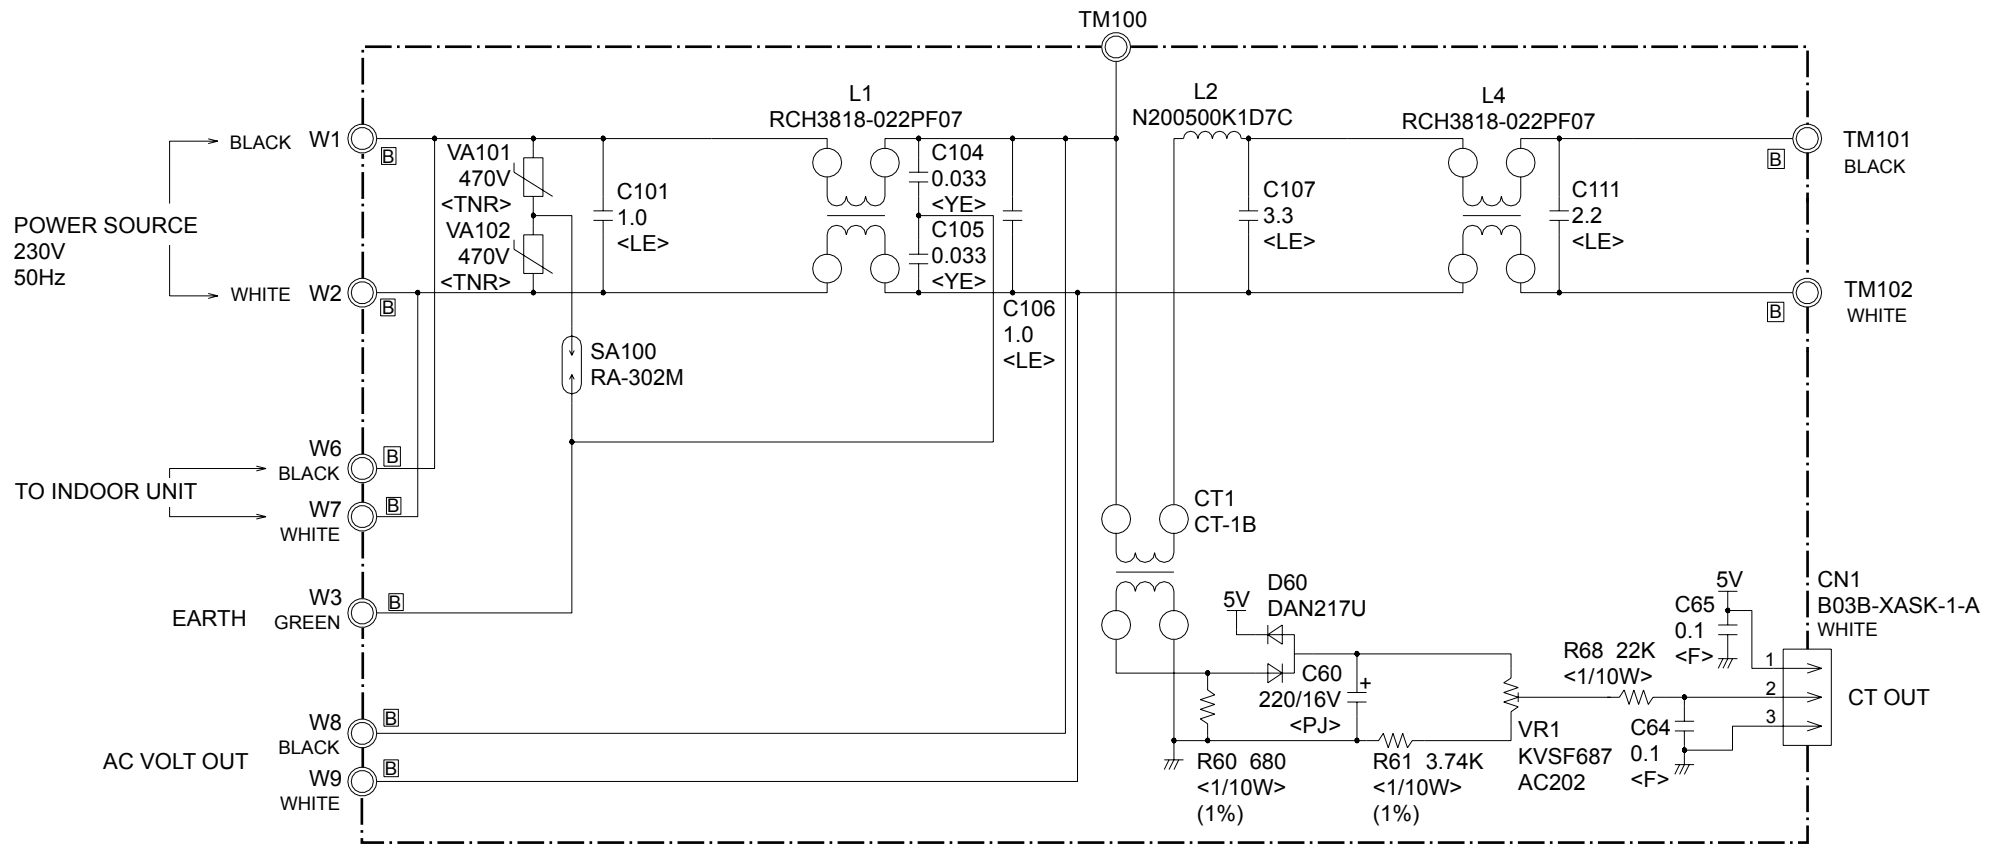 TM100
L1
RCH3818-022PF07
L2
N200500K1D7C
L4
RCH3818-022PF07
BLACK W1
B
VA101
470V
<TNR>
VA102
470V
<TNR>
C101
1.0
<LE>
C104
0.033
<YE>
C105
0.033
<YE>
C106
1.0
<LE>
C107
3.3
<LE>
C111
2.2
<LE>
B
TM101
BLACK
POWER SOURCE
230V
50Hz
WHITE W2
B
B
TM102
WHITE
SA100
RA-302M
W6
BLACK
B
TO INDOOR UNIT
W7
WHITE
B
CT1
CT-1B
EARTH
W3
GREEN
B
5V
D60
DAN217U
C60
220/16V
+
<PJ>
R60 680
<1/10W>
(1%)
R61 3.74K
<1/10W>
(1%)
VR1
KVSF687
AC202
R68 22K
<1/10W>
C65
0.1
<F>
5V
C64
0.1
<F>
CN1
B03B-XASK-1-A
WHITE
1
2
3
CT OUT
AC VOLT OUT
W8
BLACK
B
W9
WHITE
B